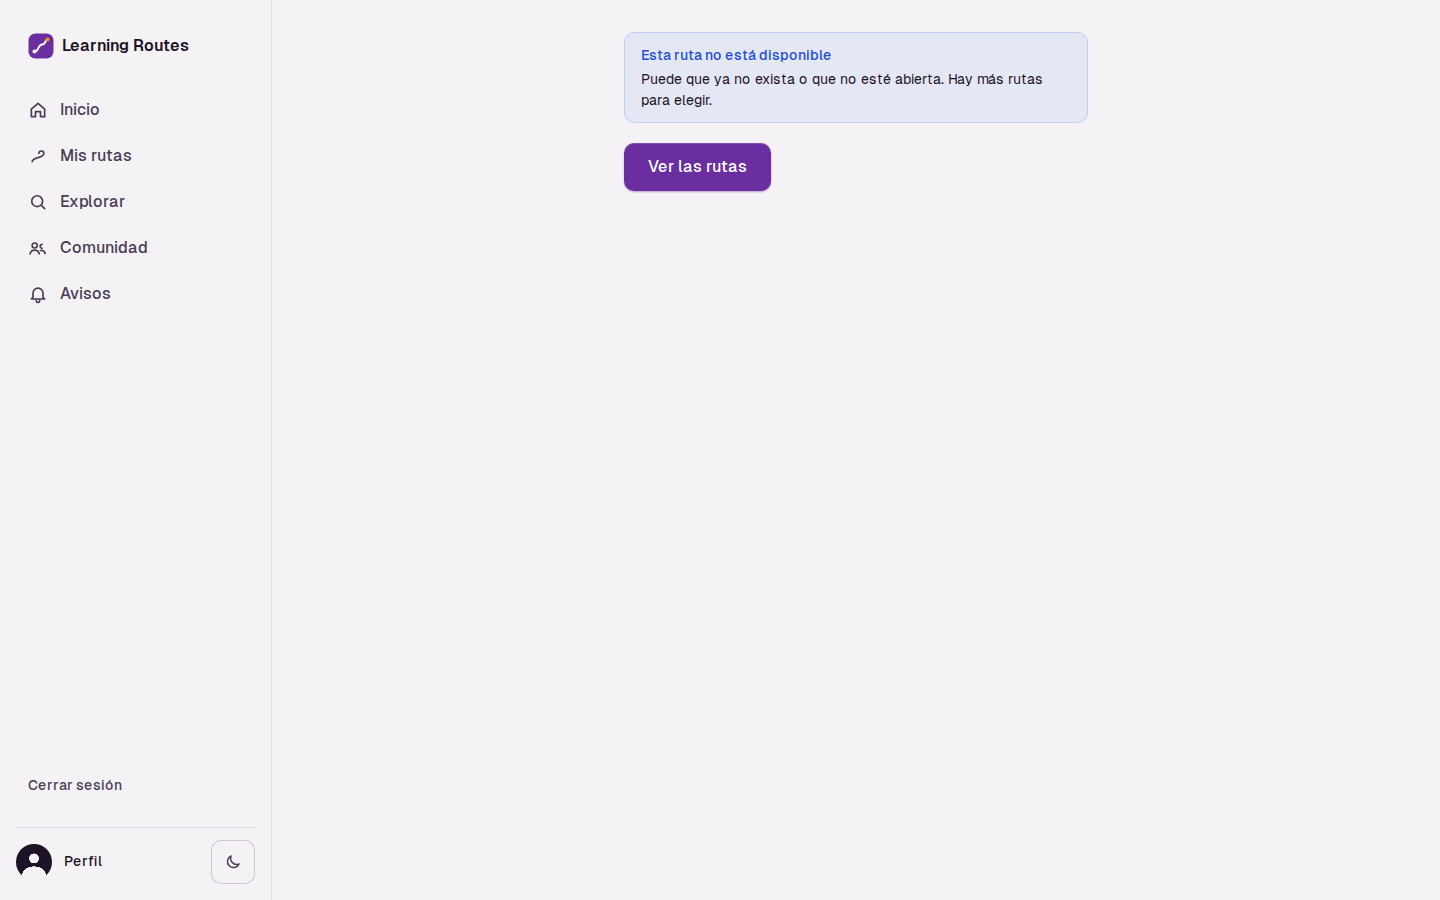 Learning Routes
Inicio
Mis rutas
Explorar
Comunidad
Avisos
Cerrar sesión
Perfil
Esta ruta no está disponible
Puede que ya no exista o que no esté abierta. Hay más rutas
para elegir.
Ver las rutas